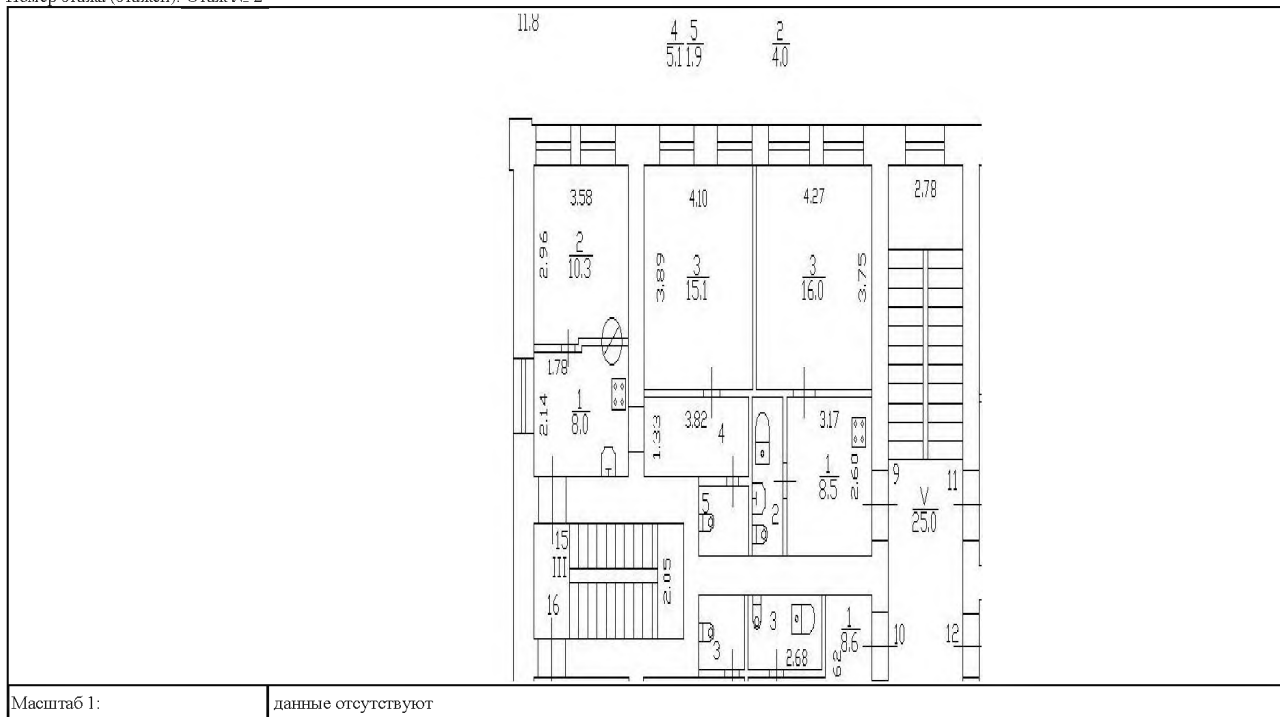 11.8
4 5 2
5.1 1.9 4.0
3.58 4.10 4.27 2.78
2.96 2 10.3 3.89 3 15.1 3 16.0 3.75
1.78
2.14 1 8.0 1.33 3.82 4 3.17 1 8.5 2.60
5 2 9 V 25.0 11
15
III 2.05
16
3 3 2.68 1 8.6 62 10 12
Масштаб 1: данные отсутствуют